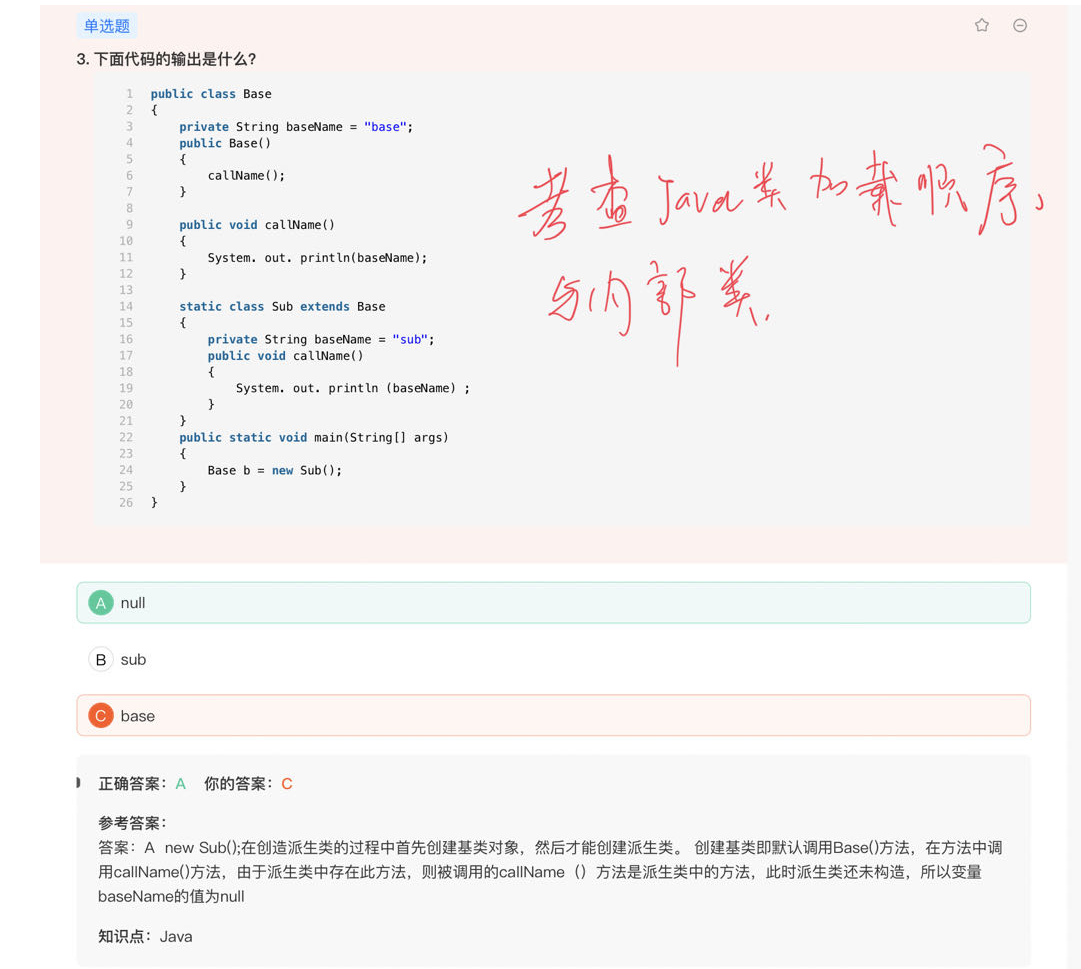 单选题
3. 下面代码的输出是什么?
1 public class Base
2 {
3 private String baseName = "base";
4 public Base()
5 {
6 callName();
7 }
8
9 public void callName()
10 {
11 System. out. println(baseName);
12 }
13
14 static class Sub extends Base
15 {
16 private String baseName = "sub";
17 public void callName()
18 {
19 System. out. println (baseName) ;
20 }
21 }
22 public static void main(String[] args)
23 {
24 Base b = new Sub();
25 }
26 }
考查Java类加载顺序、
与内部类.
A null
B sub
C base
正确答案：A 你的答案：C
参考答案：
答案：A new Sub();在创造派生类的过程中首先创建基类对象，然后才能创建派生类。 创建基类即默认调用Base()方法，在方法中调
用callName()方法，由于派生类中存在此方法，则被调用的callName（）方法是派生类中的方法，此时派生类还未构造，所以变量
baseName的值为null
知识点：Java